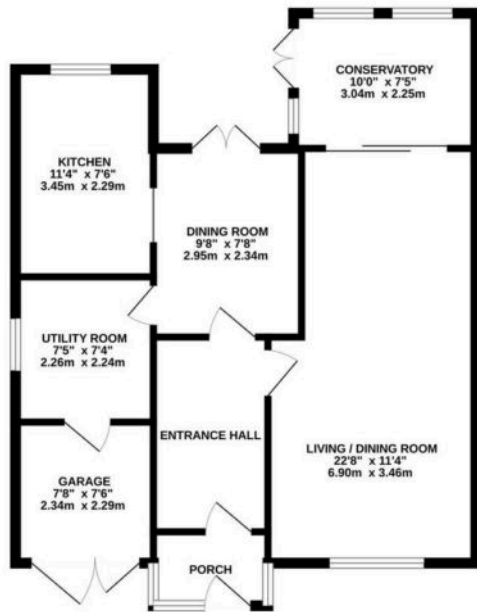 CONSERVATORY
10'0" x 7'5"
3.04m x 2.25m
KITCHEN
11'4" x 7'6"
3.45m x 2.29m
DINING ROOM
9'8" x 7'8"
2.95m x 2.34m
UTILITY ROOM
7'5" x 7'4"
2.26m x 2.24m
ENTRANCE HALL
LIVING / DINING ROOM
22'8" x 11'4"
6.90m x 3.46m
GARAGE
7'8" x 7'6"
2.34m x 2.29m
PORCH